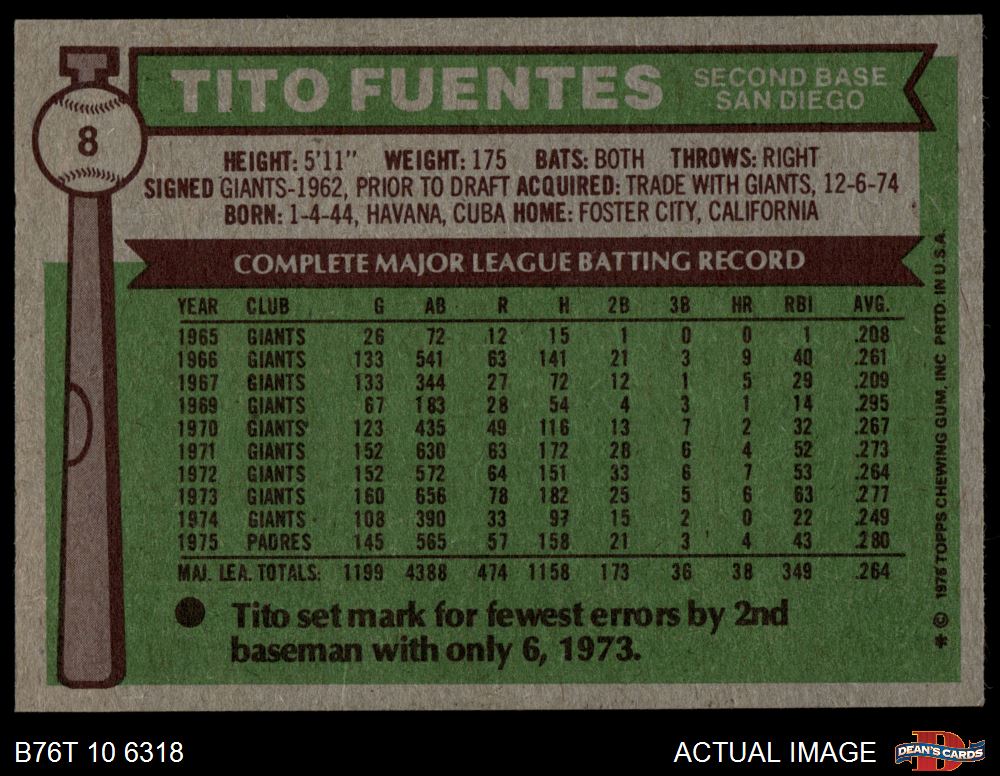 TITO FUENTES
SECOND BASE
SAN DIEGO
8
HEIGHT: 5'11" WEIGHT: 175 BATS: BOTH THROWS: RIGHT
SIGNED GIANTS-1962, PRIOR TO DRAFT ACQUIRED: TRADE WITH GIANTS, 12-6-74
BORN: 1-4-44, HAVANA, CUBA HOME: FOSTER CITY, CALIFORNIA
COMPLETE MAJOR LEAGUE BATTING RECORD
YEAR CLUB G AB R H 2B 3B HR RBI AVG.
1965 GIANTS 26 72 12 15 1 0 0 1 .208
1966 GIANTS 133 541 63 141 21 3 9 40 .261
1967 GIANTS 133 344 27 72 12 1 5 29 .209
1969 GIANTS 67 183 28 54 4 3 1 14 .295
1970 GIANTS 123 435 49 116 13 7 2 32 .267
1971 GIANTS 152 630 63 172 28 6 4 52 .273
1972 GIANTS 152 572 64 151 33 6 7 53 .264
1973 GIANTS 160 656 78 182 25 5 6 63 .277
1974 GIANTS 108 390 33 97 15 2 0 22 .249
1975 PADRES 145 565 57 158 21 3 4 43 .280
MAJ. LEA. TOTALS: 1199 4388 474 1158 173 36 38 349 .264
Tito set mark for fewest errors by 2nd
baseman with only 6, 1973.
* © 1976 TOPPS CHEWING GUM, INC PRTD. IN U.S.A.
B76T 10 6318
ACTUAL IMAGE
DEAN'S CARDS